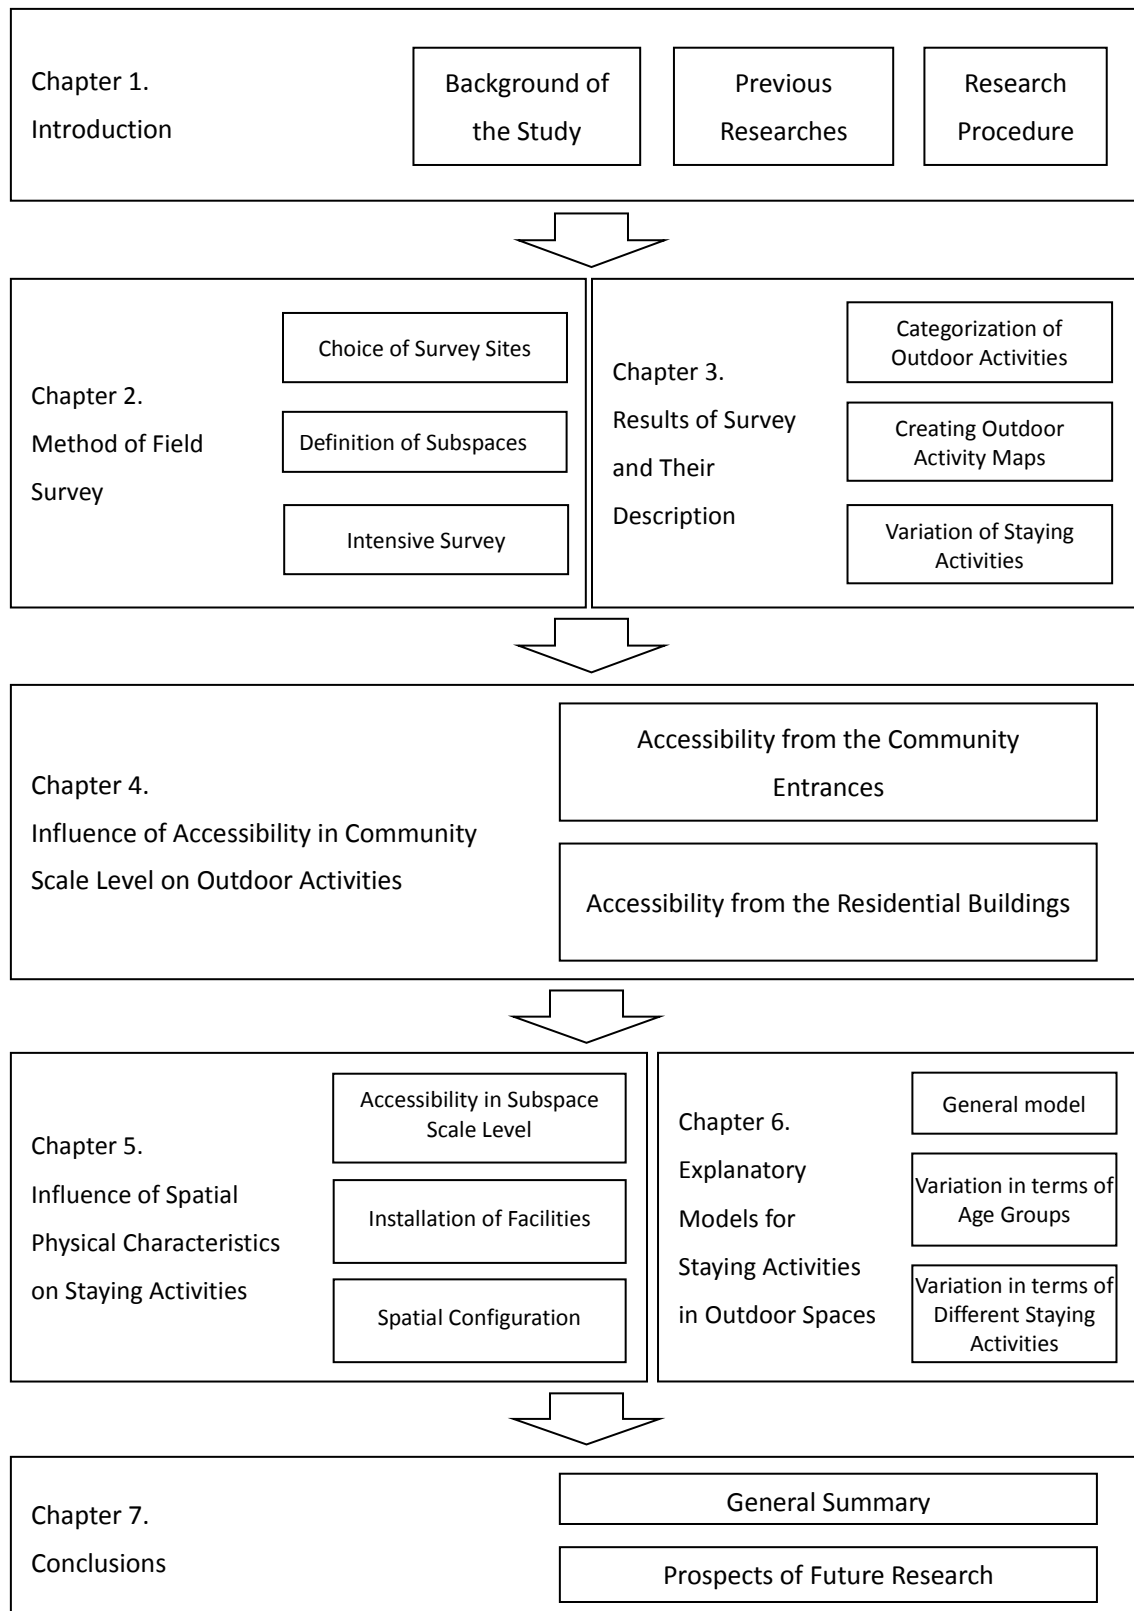 Chapter 1.
Introduction
Background of
the Study
Previous
Researches
Research
Procedure
Chapter 2.
Method of Field
Survey
Choice of Survey Sites
Definition of Subspaces
Intensive Survey
Chapter 3.
Results of Survey
and Their
Description
Categorization of
Outdoor Activities
Creating Outdoor
Activity Maps
Variation of Staying
Activities
Chapter 4.
Influence of Accessibility in Community
Scale Level on Outdoor Activities
Accessibility from the Community
Entrances
Accessibility from the Residential Buildings
Chapter 5.
Influence of Spatial
Physical Characteristics
on Staying Activities
Accessibility in Subspace
Scale Level
Installation of Facilities
Spatial Configuration
Chapter 6.
Explanatory
Models for
Staying Activities
in Outdoor Spaces
General model
Variation in terms of
Age Groups
Variation in terms of
Different Staying
Activities
Chapter 7.
Conclusions
General Summary
Prospects of Future Research